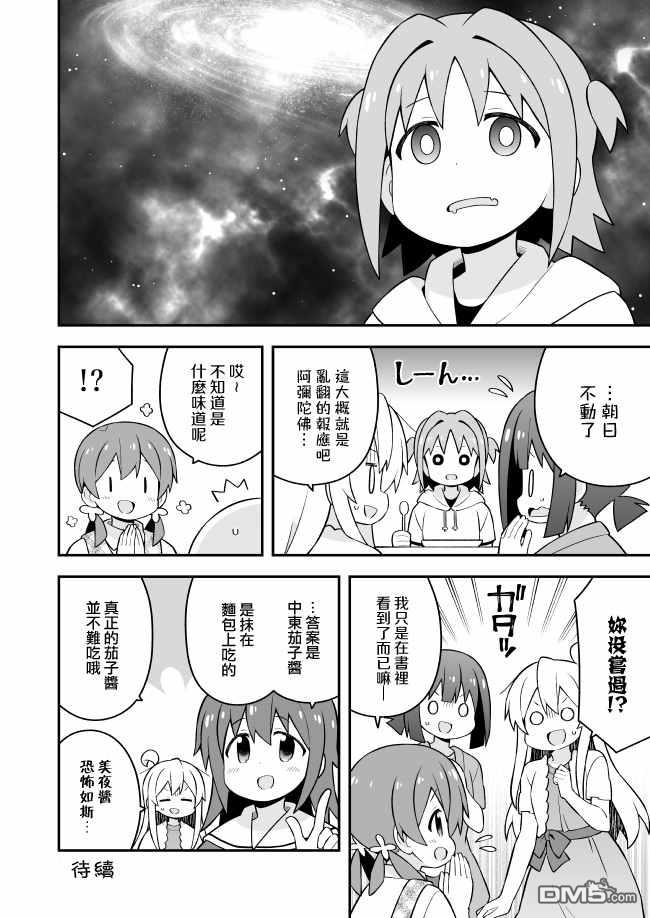 …朝日
不動了
しーん…
這大概就是
亂翻的報應吧
阿彌陀佛…
哎～
不知道是
什麼味道呢
!?
妳沒嘗過!?
ガタッ
我只是在書裡
看到了而已嘛─
…答案是
中東茄子醬
是抹在
麵包上吃的
真正的茄子醬
並不難吃哦
美夜醬
恐怖如斯…
待續
DM5.com